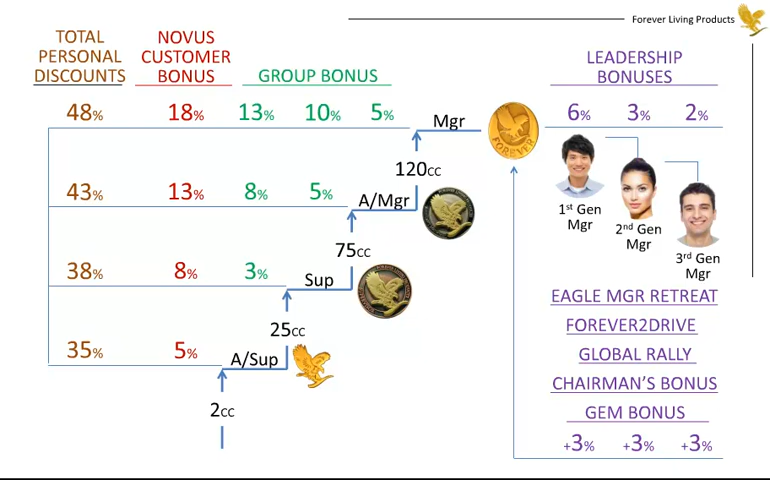 Forever Living Products
TOTAL
PERSONAL
DISCOUNTS
NOVUS
CUSTOMER
BONUS
GROUP BONUS
LEADERSHIP
BONUSES
48% 18% 13% 10% 5% Mgr FOREVER 6% 3% 2%
120cc
43% 13% 8% 5% A/Mgr
1st Gen
Mgr
2nd Gen
Mgr
3rd Gen
Mgr
75cc
38% 8% 3% Sup
25cc
35% 5% A/Sup
2cc
EAGLE MGR RETREAT
FOREVER2DRIVE
GLOBAL RALLY
CHAIRMAN'S BONUS
GEM BONUS
+3% +3% +3%